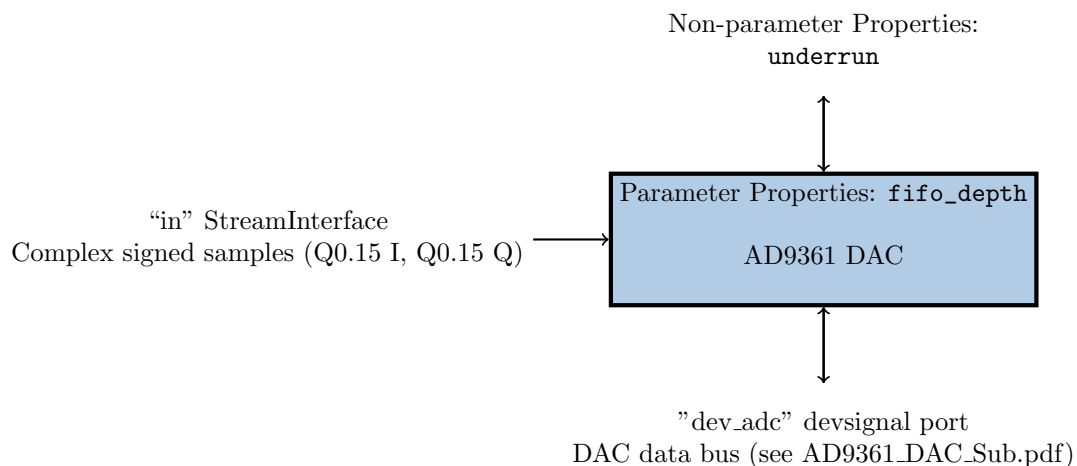 Non-parameter Properties:
underrun
Parameter Properties: fifo_depth
“in” StreamInterface
Complex signed samples (Q0.15 I, Q0.15 Q)
AD9361 DAC
”dev_adc” devsignal port
DAC data bus (see AD9361_DAC_Sub.pdf)